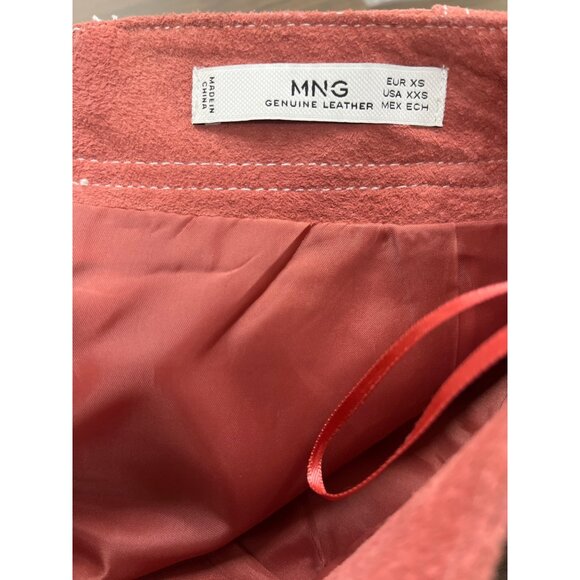 MADE IN
CHINA
MNG
GENUINE LEATHER
EUR XS
USA XXS
MEX ECH